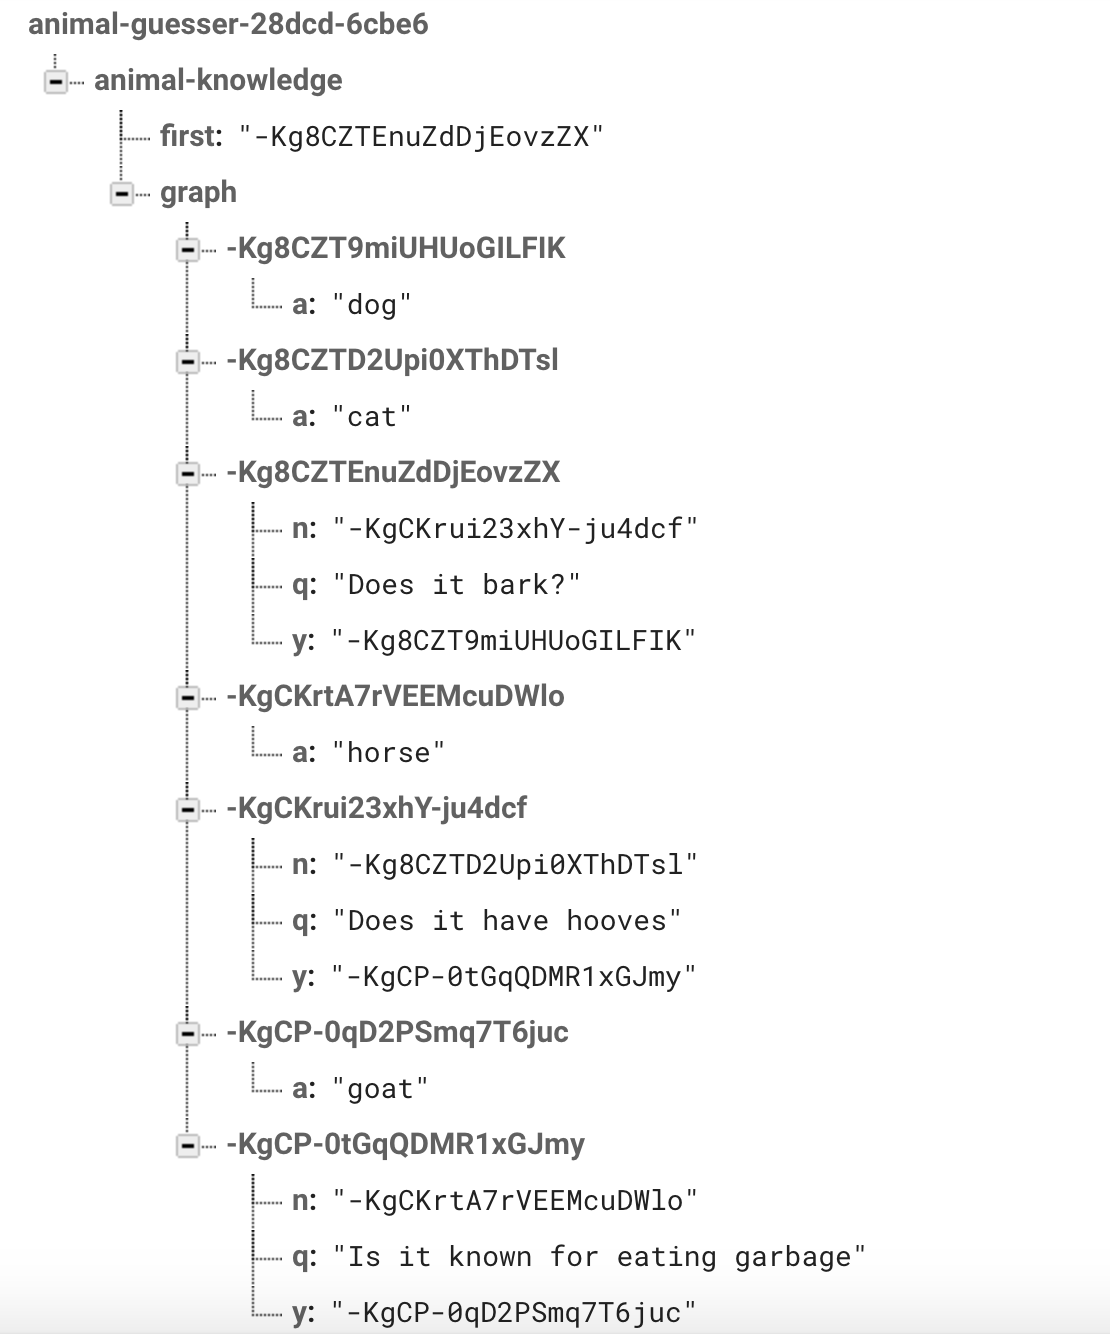 animal-guesser-28dcd-6cbe6
animal-knowledge
first: "-Kg8CZTEnuZdDjEovzZX"
graph
-Kg8CZT9miUHUoGILFIK
a: "dog"
-Kg8CZTD2Upi0XThDTsl
a: "cat"
-Kg8CZTEnuZdDjEovzZX
n: "-KgCKrui23xhY-ju4dcf"
q: "Does it bark?"
y: "-Kg8CZT9miUHUoGILFIK"
-KgCKrtA7rVEEMcuDWlo
a: "horse"
-KgCKrui23xhY-ju4dcf
n: "-Kg8CZTD2Upi0XThDTsl"
q: "Does it have hooves"
y: "-KgCP-0tGqQDMR1xGJmy"
-KgCP-0qD2PSmq7T6juc
a: "goat"
-KgCP-0tGqQDMR1xGJmy
n: "-KgCKrtA7rVEEMcuDWlo"
q: "Is it known for eating garbage"
y: "-KgCP-0qD2PSmq7T6juc"